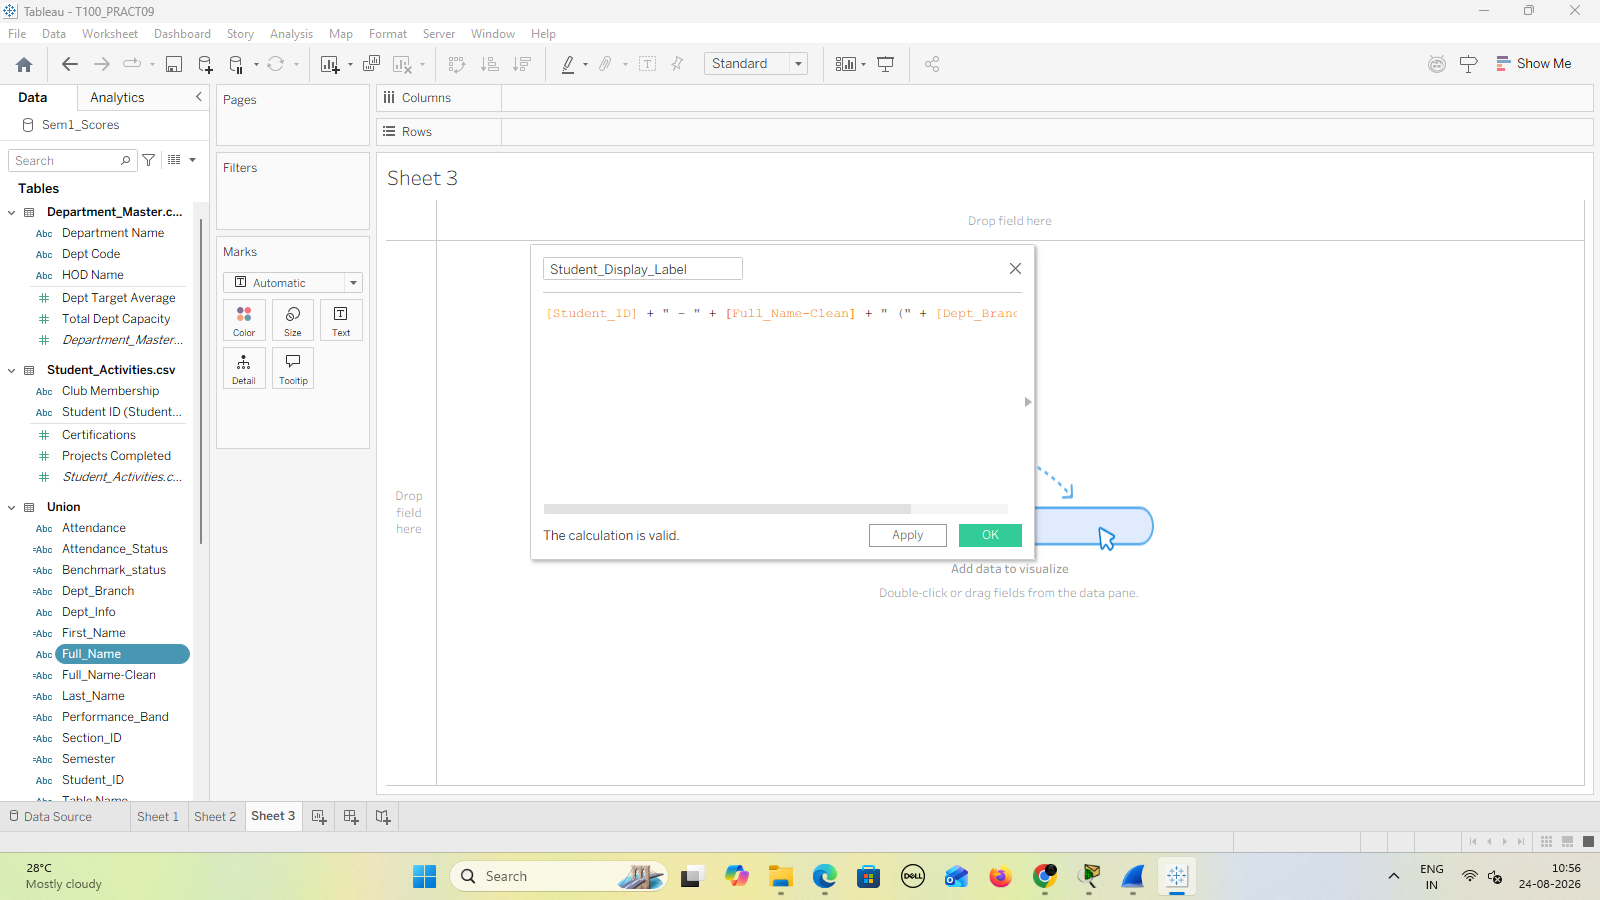 Tableau - T100_PRACT09
File Data Worksheet Dashboard Story Analysis Map Format Server Window Help
Standard
Show Me
Data Analytics
Sem1_Scores
Search
Tables
Department_Master.c...
Abc Department Name
Abc Dept Code
Abc HOD Name
# Dept Target Average
# Total Dept Capacity
# Department_Master...
Student_Activities.csv
Abc Club Membership
Abc Student ID (Student...
# Certifications
# Projects Completed
# Student_Activities.c...
Union
Abc Attendance
=Abc Attendance_Status
=Abc Benchmark_status
=Abc Dept_Branch
Abc Dept_Info
=Abc First_Name
Abc Full_Name
=Abc Full_Name-Clean
=Abc Last_Name
=Abc Performance_Band
=Abc Section_ID
=Abc Semester
Abc Student_ID
Abc Table Name
Pages
Filters
Marks
Automatic
Color Size Text
Detail Tooltip
Columns
Rows
Sheet 3
Drop field here
Drop
field
here
Student_Display_Label
[Student_ID] + " - " + [Full_Name-Clean] + " (" + [Dept_Branc
The calculation is valid.
Apply OK
Add data to visualize
Double-click or drag fields from the data pane.
Data Source Sheet 1 Sheet 2 Sheet 3
28°C
Mostly cloudy
Search
DELL
ENG
IN
10:56
24-08-2026